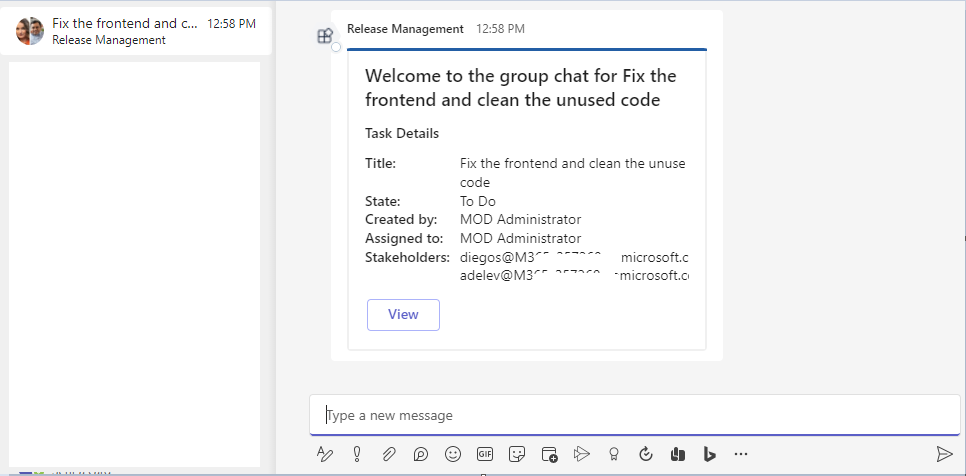 Fix the frontend and c... 12:58 PM
Release Management
Release Management 12:58 PM
Welcome to the group chat for Fix the
frontend and clean the unused code
Task Details
Title: Fix the frontend and clean the unuse
code
State: To Do
Created by: MOD Administrator
Assigned to: MOD Administrator
Stakeholders: diegos@M3 microsoft.c
adelev@M3 microsoft.c
View
Type a new message
GIF